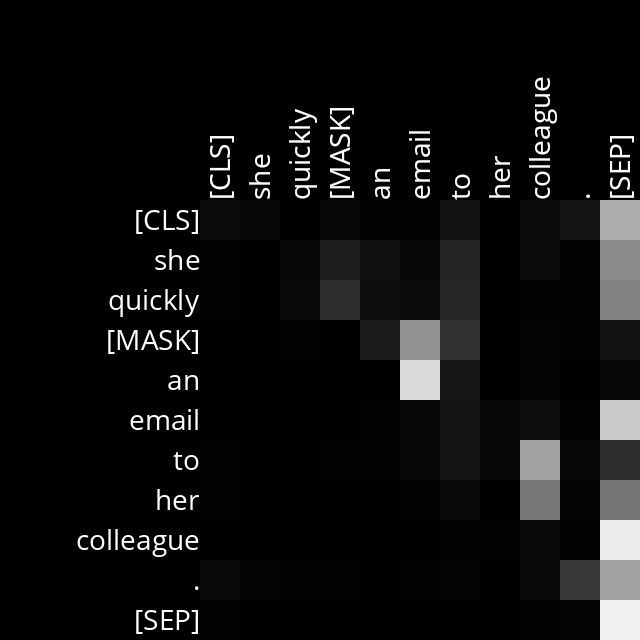 [CLS] she quickly [MASK] an email to her colleague . [SEP]
[CLS]
she
quickly
[MASK]
an
email
to
her
colleague
.
[SEP]